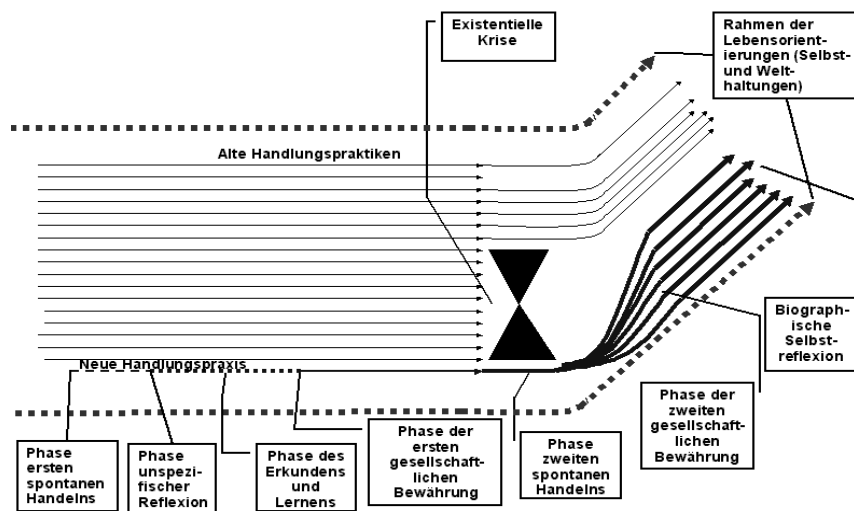 Existentielle
Krise
Rahmen der
Lebensorient-
ierungen (Selbst-
und Welt-
haltungen)
Alte Handlungspraktiken
Biograph-
ische
Selbst-
reflexion
Neue Handlungspraxis
Phase
ersten
spontanen
Handelns
Phase
unspezi-
fischer
Reflexion
Phase des
Erkundens
und
Lernens
Phase der
ersten
gesellschaft-
lichen
Bewährung
Phase
zweiten
spontanen
Handelns
Phase der
zweiten
gesellschaft-
lichen
Bewährung